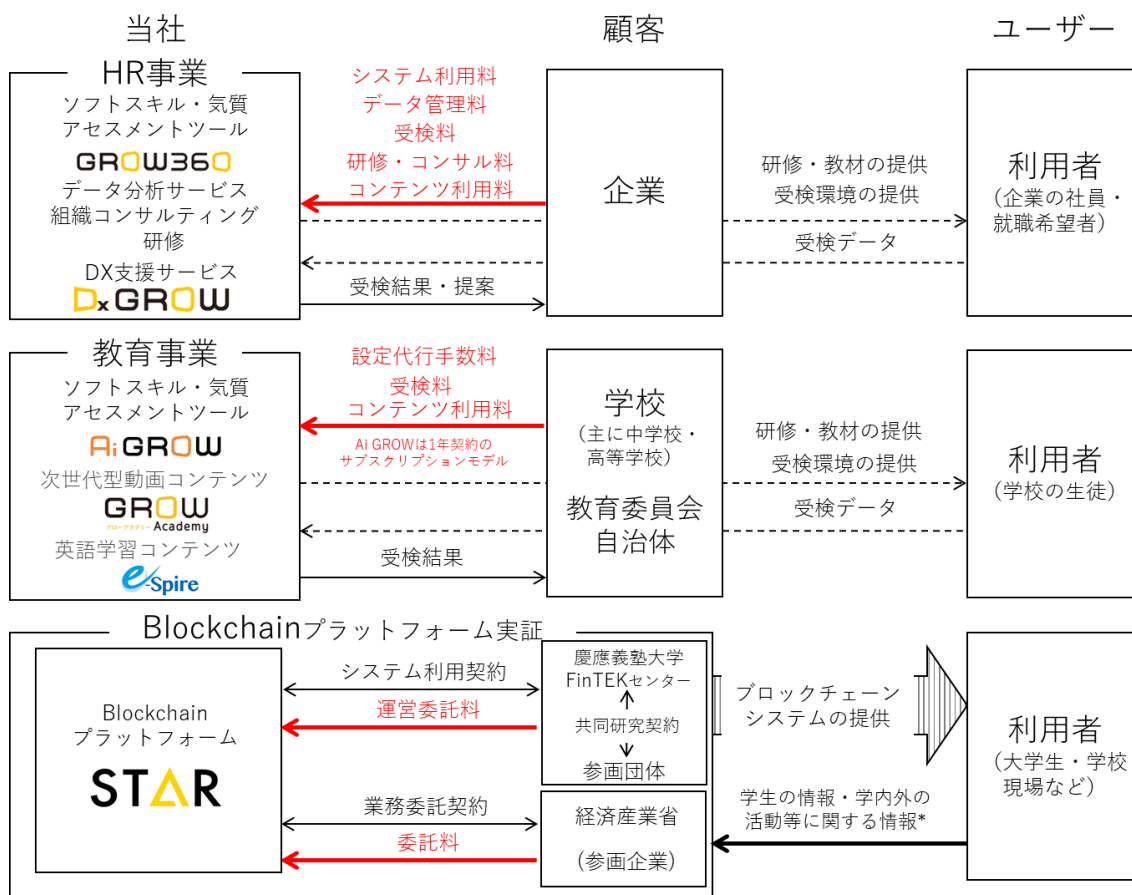 当社
顧客
ユーザー
HR事業
ソフトスキル・気質
アセスメントツール
GROW360
データ分析サービス
組織コンサルティング
研修
DX支援サービス
DxGROW
システム利用料
データ管理料
受検料
研修・コンサル料
コンテンツ利用料
受検結果・提案
企業
研修・教材の提供
受検環境の提供
受検データ
利用者
(企業の社員・
就職希望者)
教育事業
ソフトスキル・気質
アセスメントツール
Ai GROW
次世代型動画コンテンツ
GROW
グローアカデミー Academy
英語学習コンテンツ
e-Spire
設定代行手数料
受検料
コンテンツ利用料
Ai GROWは1年契約の
サブスクリプションモデル
受検結果
学校
(主に中学校・
高等学校)
教育委員会
自治体
研修・教材の提供
受検環境の提供
受検データ
利用者
(学校の生徒)
Blockchainプラットフォーム実証
Blockchain
プラットフォーム
STAR
システム利用契約
運営委託料
業務委託契約
委託料
慶應義塾大学
FinTEKセンター
共同研究契約
参画団体
経済産業省
(参画企業)
ブロックチェーン
システムの提供
学生の情報・学内外の
活動等に関する情報*
利用者
(大学生・学校
現場など)